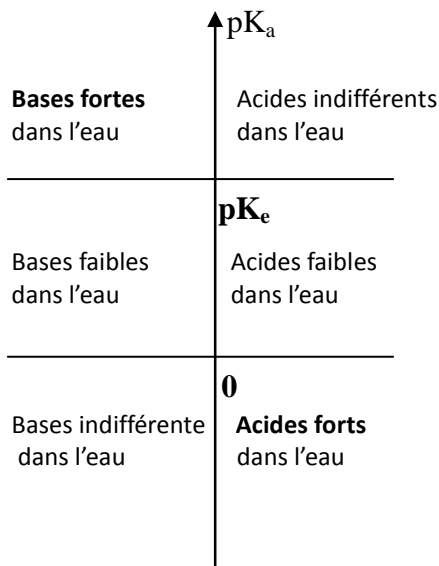 pKa
Bases fortes
dans l’eau
Acides indifférents
dans l’eau
pKe
Bases faibles
dans l’eau
Acides faibles
dans l’eau
0
Bases indifférente
dans l’eau
Acides forts
dans l’eau